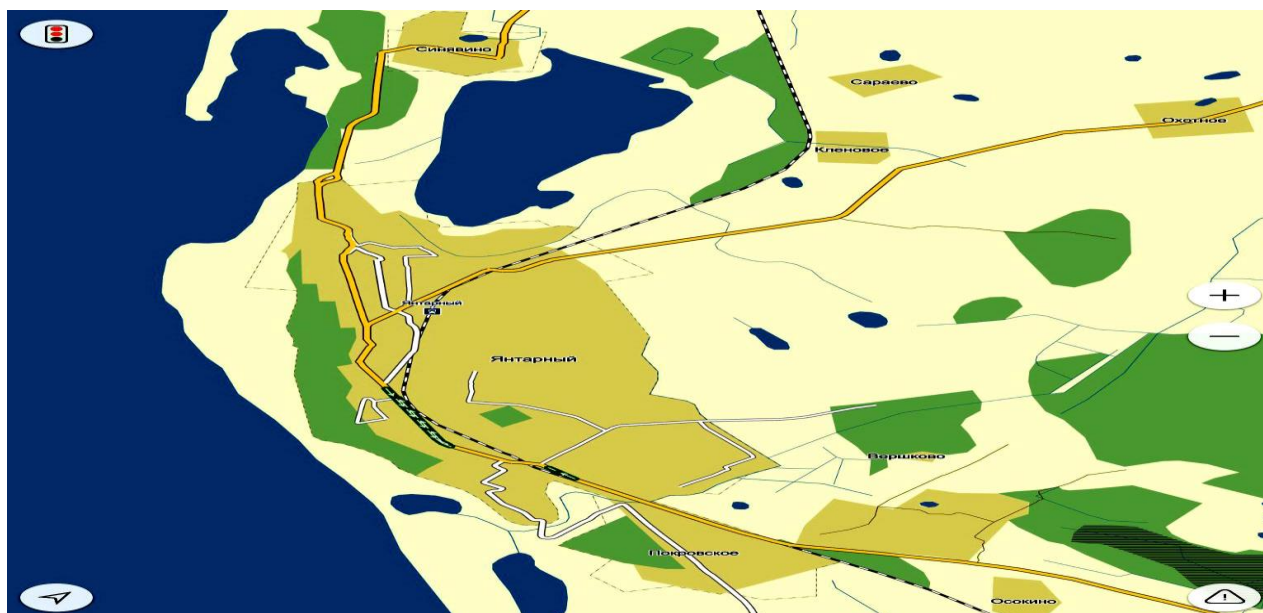 Синявино
Сараево
Охотное
Кленовое
Янтарный
Янтарный
Вершково
Покровское
Осокино